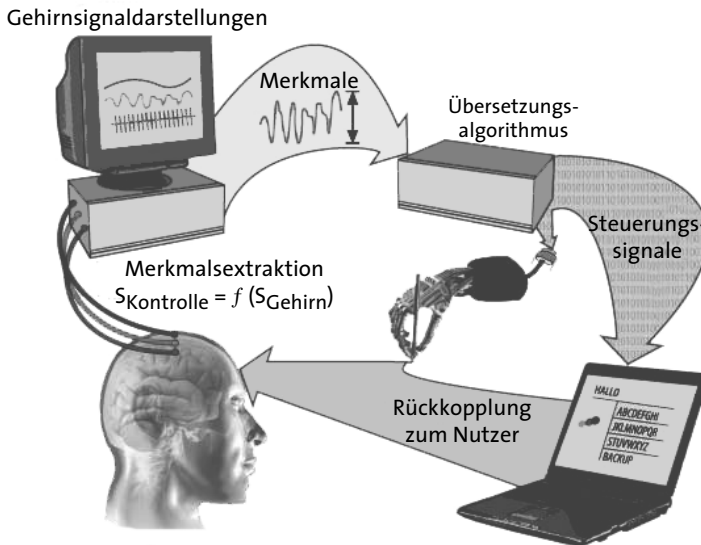 Gehirnsignaldarstellungen
Merkmale
Übersetzungs-
algorithmus
Steuerungs-
signale
Merkmalsextraktion
SKontrolle = f (SGehirn)
Rückkopplung
zum Nutzer
HALLO
ABCDEFGHI
JKLMNOPQR
STUVWXYZ
BACKUP